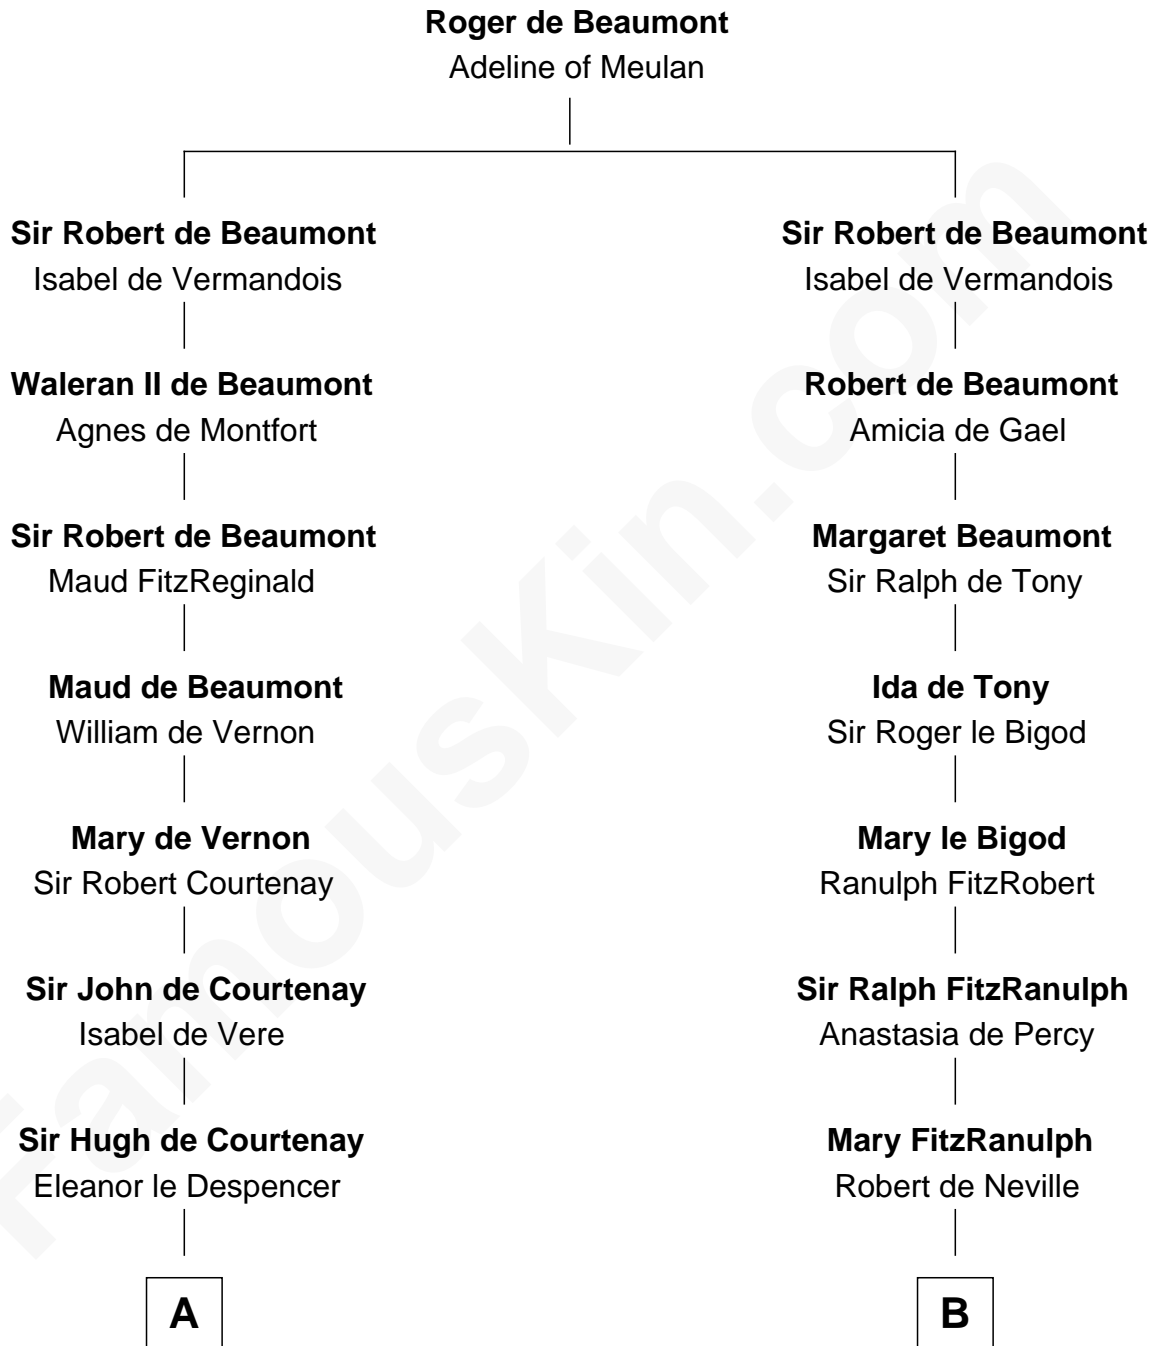 Roger de Beaumont
Adeline of Meulan
Sir Robert de Beaumont
Isabel de Vermandois
Sir Robert de Beaumont
Isabel de Vermandois
Waleran II de Beaumont
Agnes de Montfort
Robert de Beaumont
Amicia de Gael
Sir Robert de Beaumont
Maud FitzReginald
Margaret Beaumont
Sir Ralph de Tony
Maud de Beaumont
William de Vernon
Ida de Tony
Sir Roger le Bigod
Mary de Vernon
Sir Robert Courtenay
Mary le Bigod
Ranulph FitzRobert
Sir John de Courtenay
Isabel de Vere
Sir Ralph FitzRanulph
Anastasia de Percy
Sir Hugh de Courtenay
Eleanor le Despencer
Mary FitzRanulph
Robert de Neville
A
B
FamousKin.com